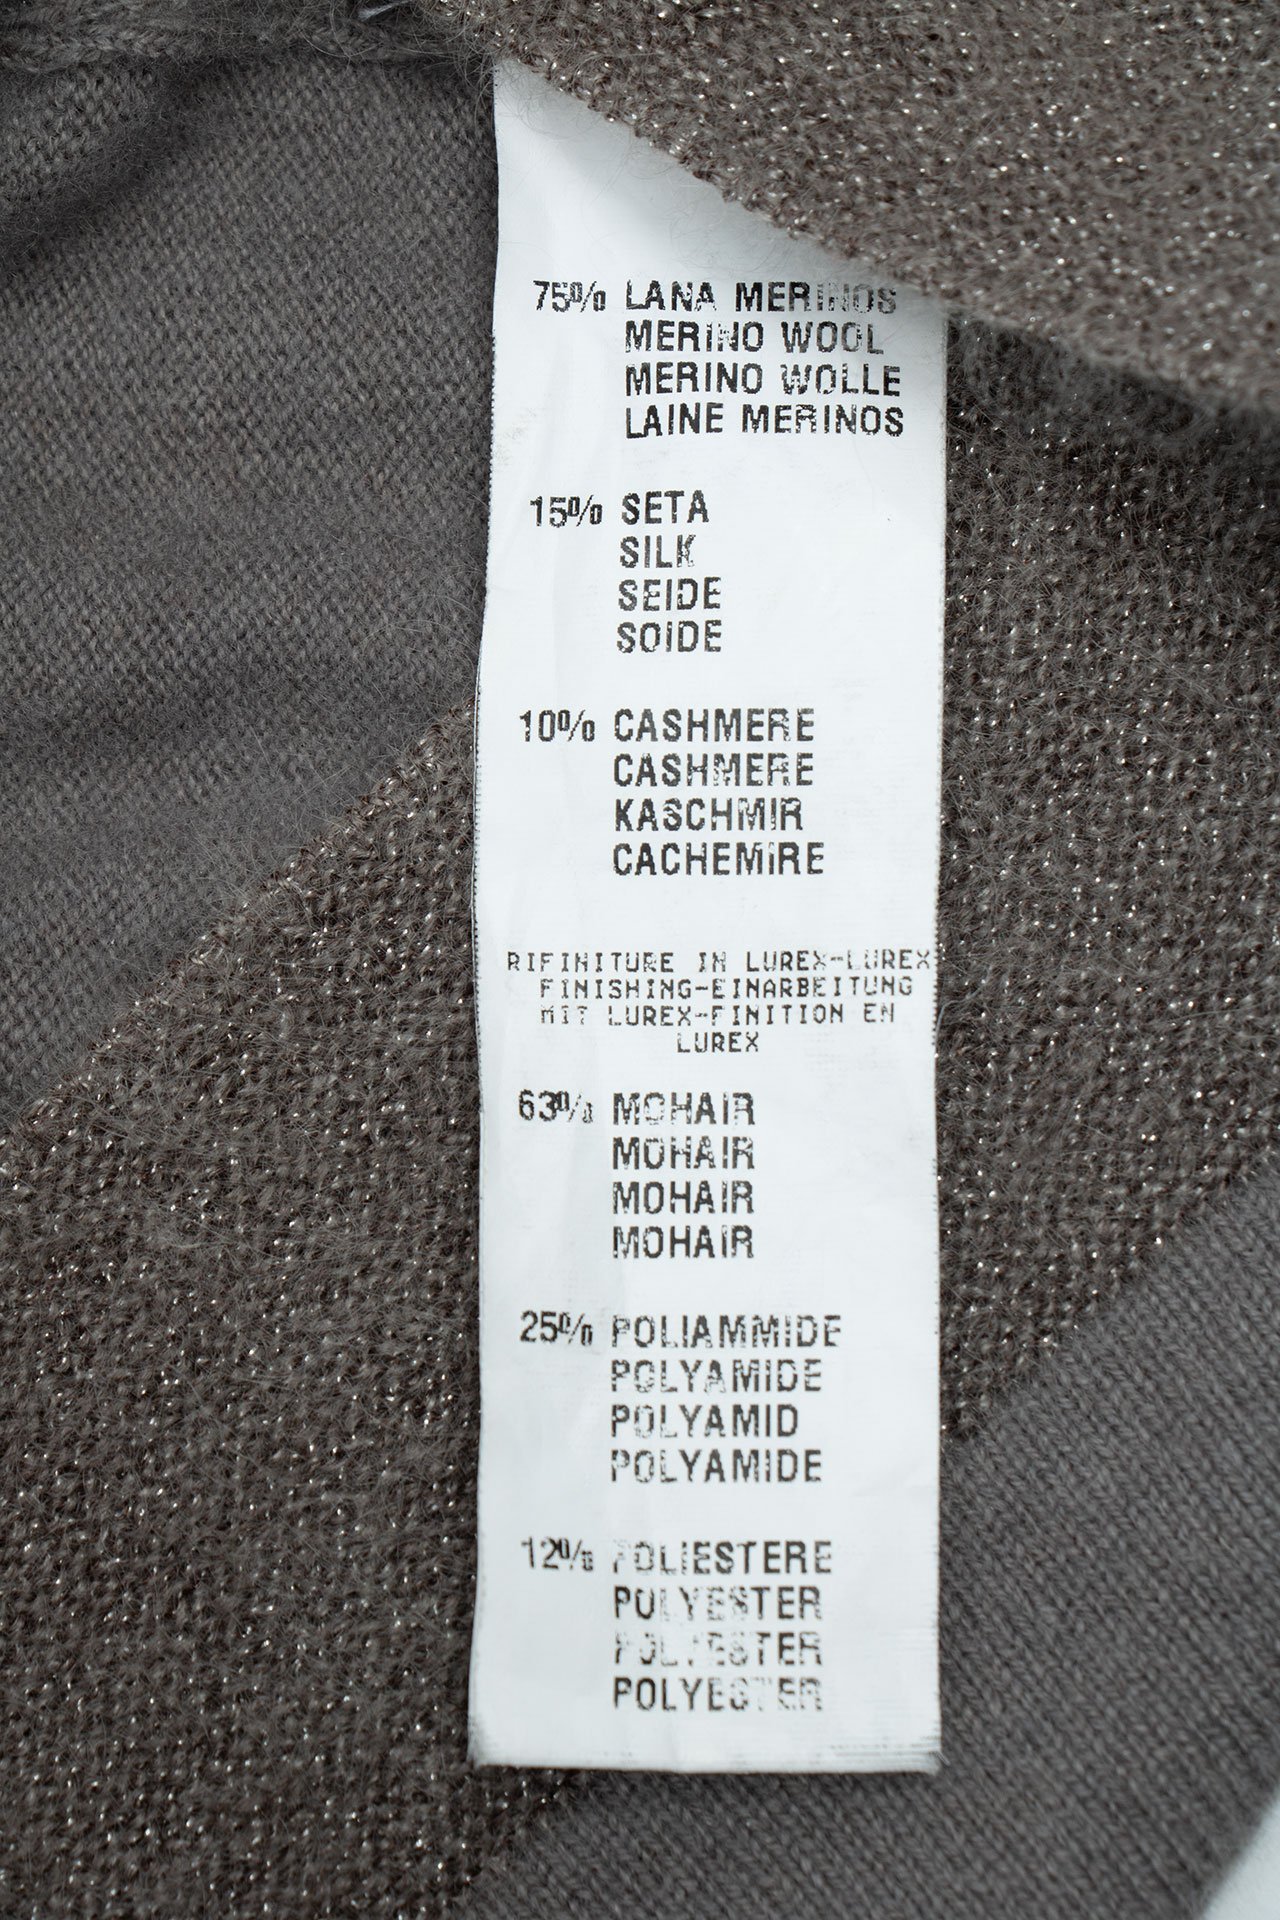 75% LANA MERINOS
MERINO WOOL
MERINO WOLLE
LAINE MERINOS
15% SETA
SILK
SEIDE
SOIDE
10% CASHMERE
CASHMERE
KASCHMIR
CACHEMIRE
RIFINITURE IN LUREX-LUREX
FINISHING-EINARBEITUNG
MIT LUREX-FINITION EN
LUREX
63% MOHAIR
MOHAIR
MOHAIR
MOHAIR
25% POLIAMMIDE
POLYAMIDE
POLYAMID
POLYAMIDE
12% POLIESTERE
POLYESTER
POLYESTER
POLYESTER